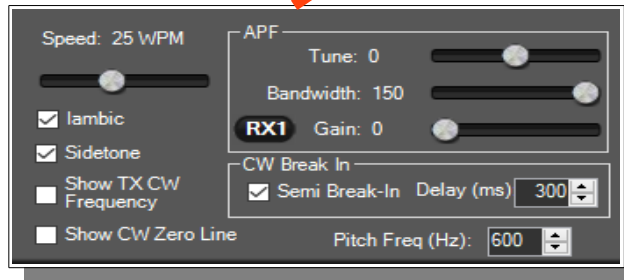 Speed: 25 WPM
Iambic
Sidetone
Show TX CW
Frequency
Show CW Zero Line
APF
Tune: 0
Bandwidth: 150
RX1 Gain: 0
CW Break In
Semi Break-In Delay (ms) 300
Pitch Freq (Hz): 600